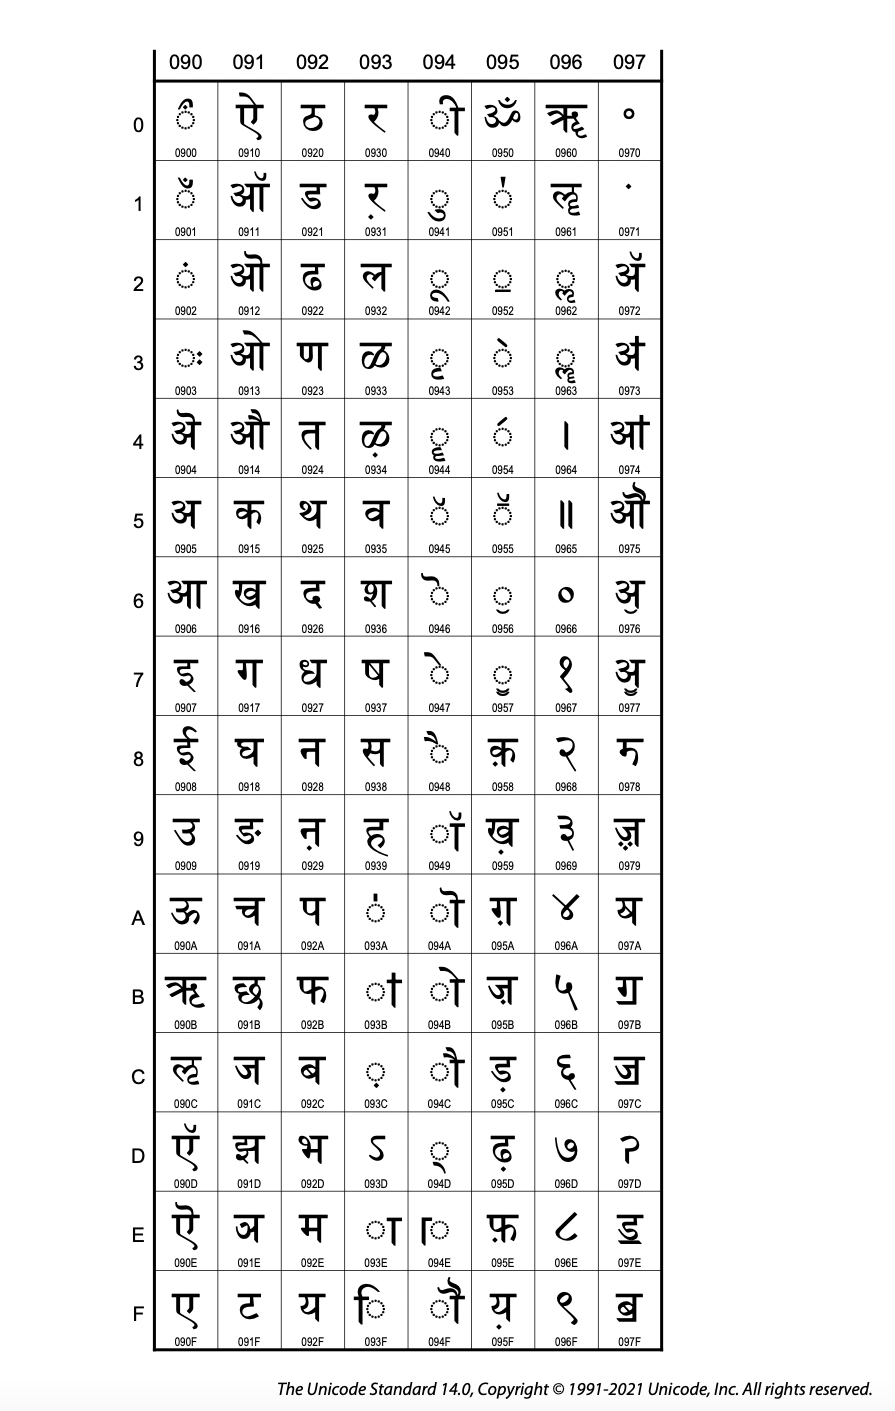 090 091 092 093 094 095 096 097
0 ऀ ऐ ठ र ी ॐ ॠ ॰
0900 0910 0920 0930 0940 0950 0960 0970
1 ँ ऑ ड ऱ ु ॑ ॡ ॱ
0901 0911 0921 0931 0941 0951 0961 0971
2 ं ऒ ढ ल ू ॒ ॢ ॲ
0902 0912 0922 0932 0942 0952 0962 0972
3 ः ओ ण ळ ृ ॓ ॣ ॳ
0903 0913 0923 0933 0943 0953 0963 0973
4 ऄ औ त ऴ ॄ ॔ । ॴ
0904 0914 0924 0934 0944 0954 0964 0974
5 अ क थ व ॅ ॕ ॥ ॵ
0905 0915 0925 0935 0945 0955 0965 0975
6 आ ख द श ॆ ॖ ० ॶ
0906 0916 0926 0936 0946 0956 0966 0976
7 इ ग ध ष े ॗ १ ॷ
0907 0917 0927 0937 0947 0957 0967 0977
8 ई घ न स ै क़ २ ॸ
0908 0918 0928 0938 0948 0958 0968 0978
9 उ ङ ऩ ह ॉ ख़ ३ ॹ
0909 0919 0929 0939 0949 0959 0969 0979
A ऊ च प ऺ ॊ ग़ ४ ॺ
090A 091A 092A 093A 094A 095A 096A 097A
B ऋ छ फ ऻ ो ज़ ५ ॻ
090B 091B 092B 093B 094B 095B 096B 097B
C ऌ ज ब ़ ौ ड़ ६ ॼ
090C 091C 092C 093C 094C 095C 096C 097C
D ऍ झ भ ऽ ् ढ़ ७ ॽ
090D 091D 092D 093D 094D 095D 096D 097D
E ऎ ञ म ा ॎ फ़ ८ ॾ
090E 091E 092E 093E 094E 095E 096E 097E
F ए ट य ि ॏ य़ ९ ॿ
090F 091F 092F 093F 094F 095F 096F 097F
The Unicode Standard 14.0, Copyright © 1991-2021 Unicode, Inc. All rights reserved.